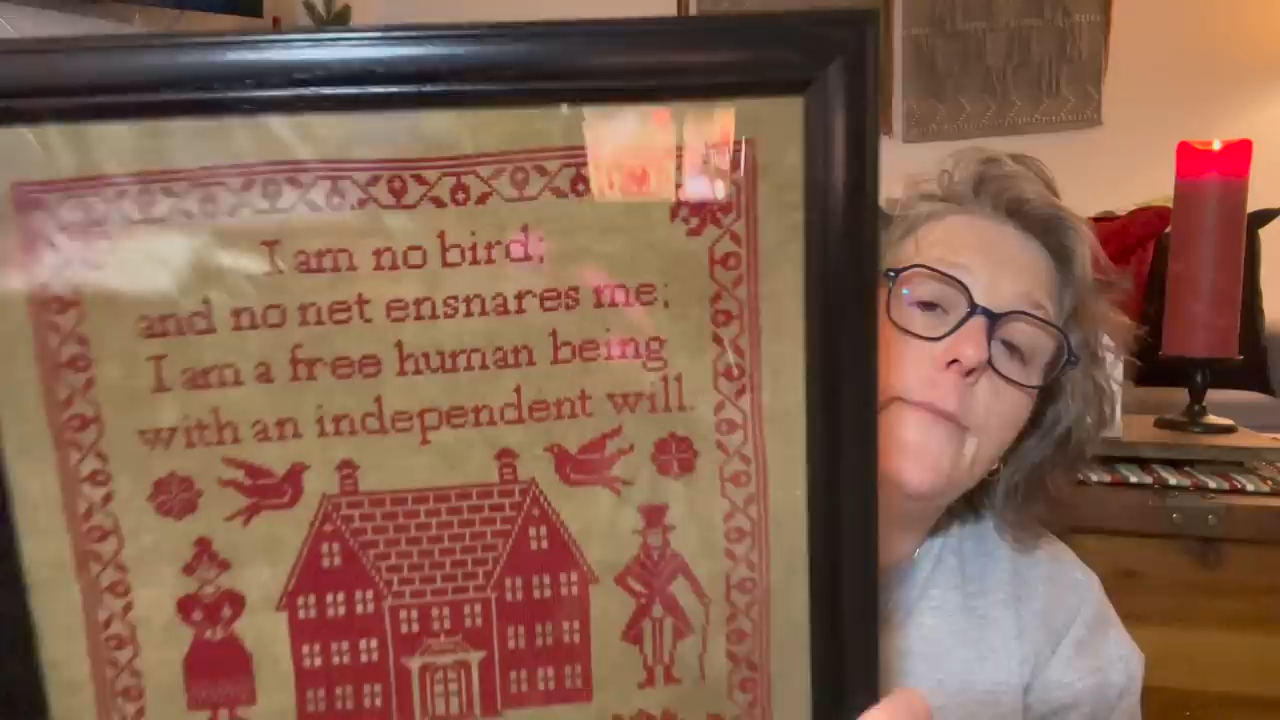 I am no bird;
and no net ensnares me;
I am a free human being
with an independent will.